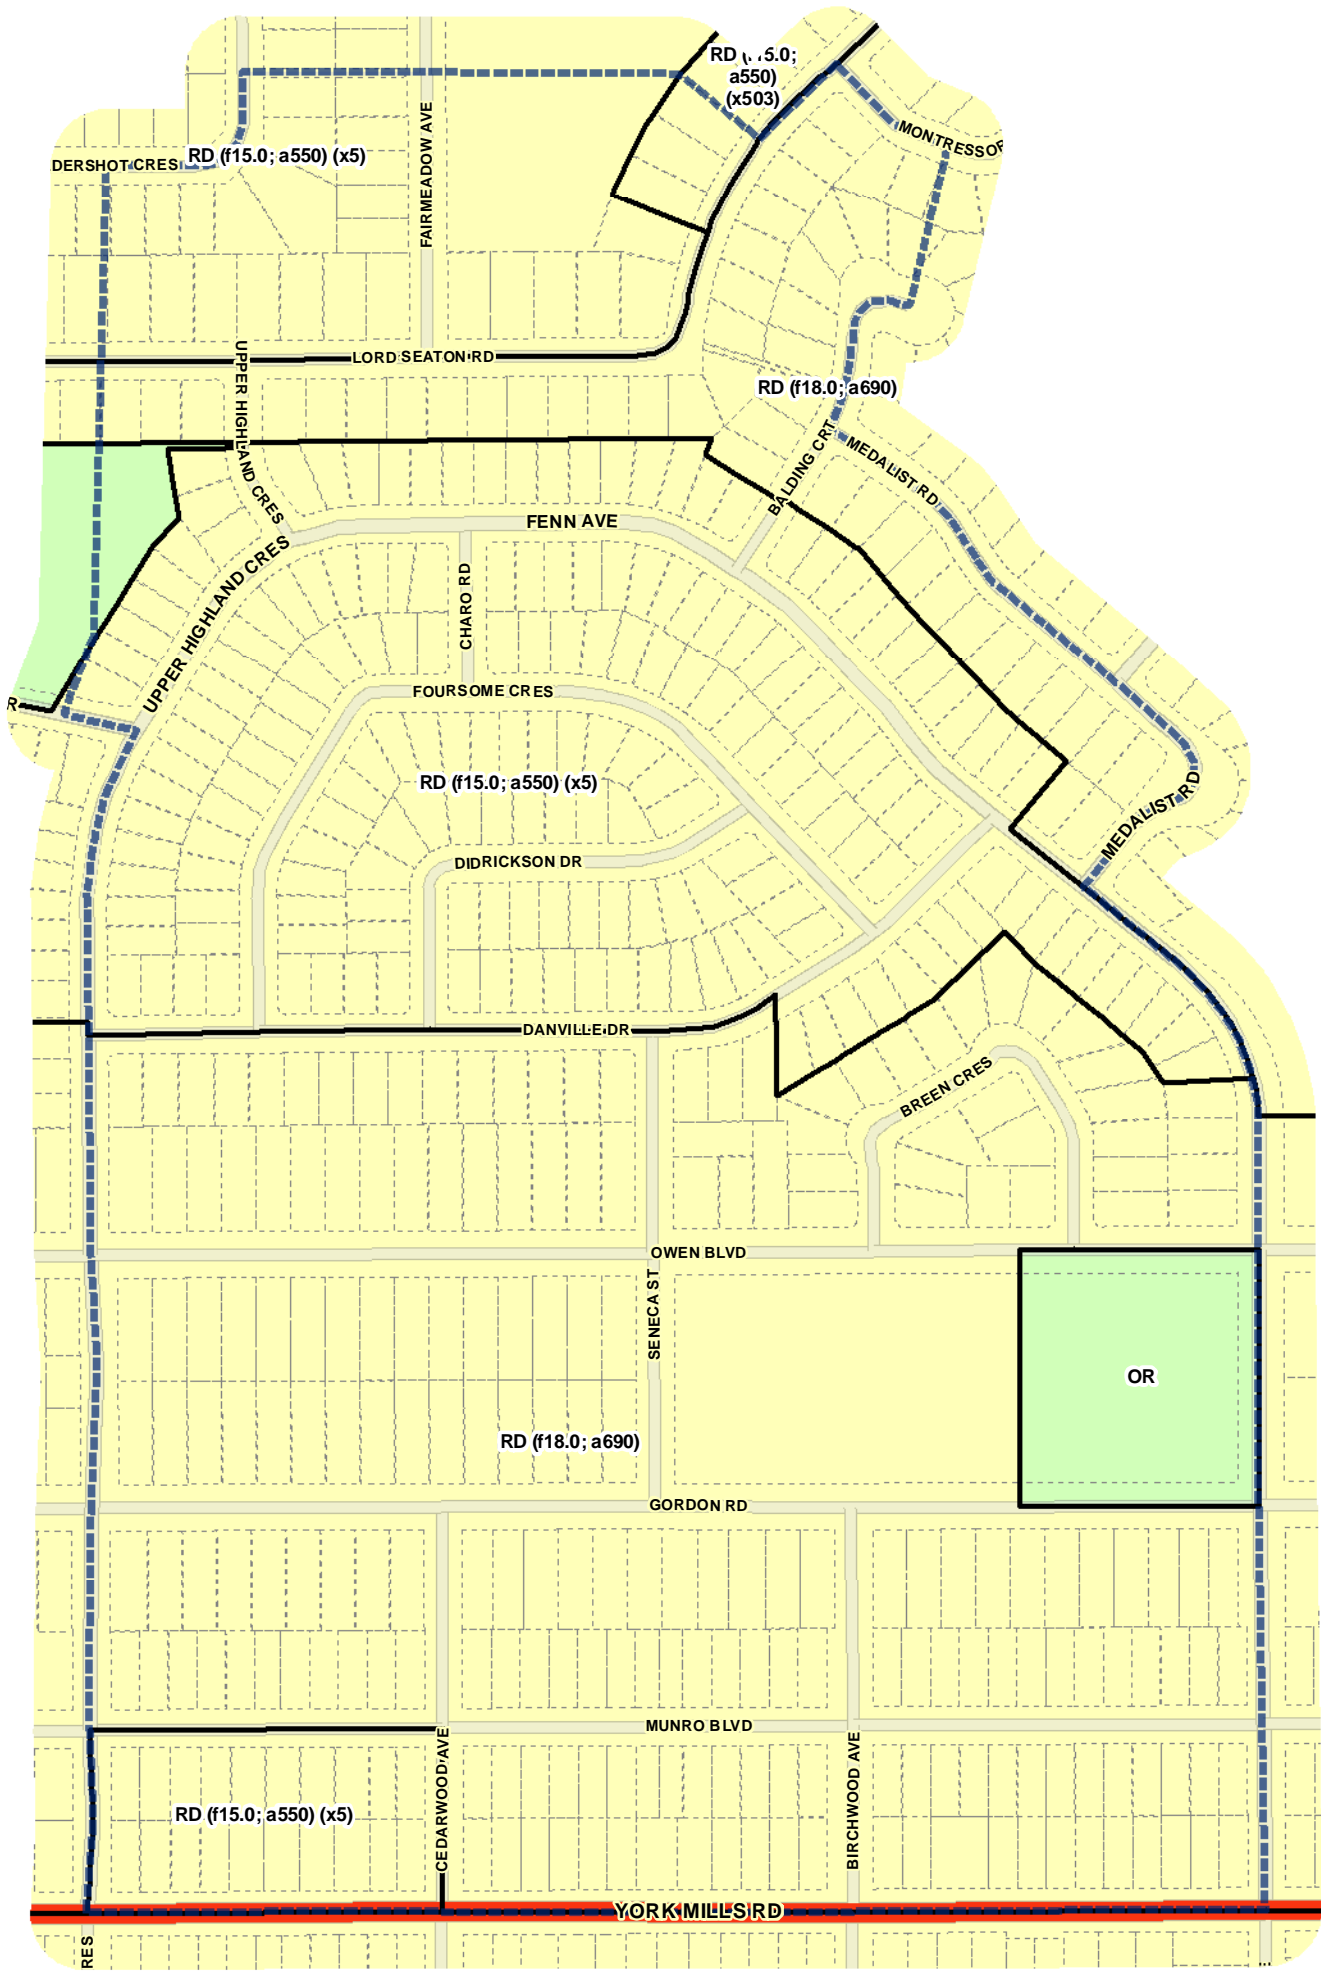 RD (f15.0;
a550)
(x503)
MONTRESSOR
DERSHOT CRES
RD (f15.0; a550) (x5)
FAIRMEADOW AVE
UPPER HIGHLAND CRES
LORD SEATON RD
RD (f18.0; a690)
BALDING CRT
MEDALIST RD
FENN AVE
UPPER HIGHLAND CRES
CHARO RD
FOURSOME CRES
R
RD (f15.0; a550) (x5)
MEDALIST RD
DIDRICKSON DR
DANVILLE DR
BREEN CRES
OWEN BLVD
SENECA ST
OR
RD (f18.0; a690)
GORDON RD
MUNRO BLVD
CEDARWOOD AVE
BIRCHWOOD AVE
RD (f15.0; a550) (x5)
YORK MILLS RD
RES
...